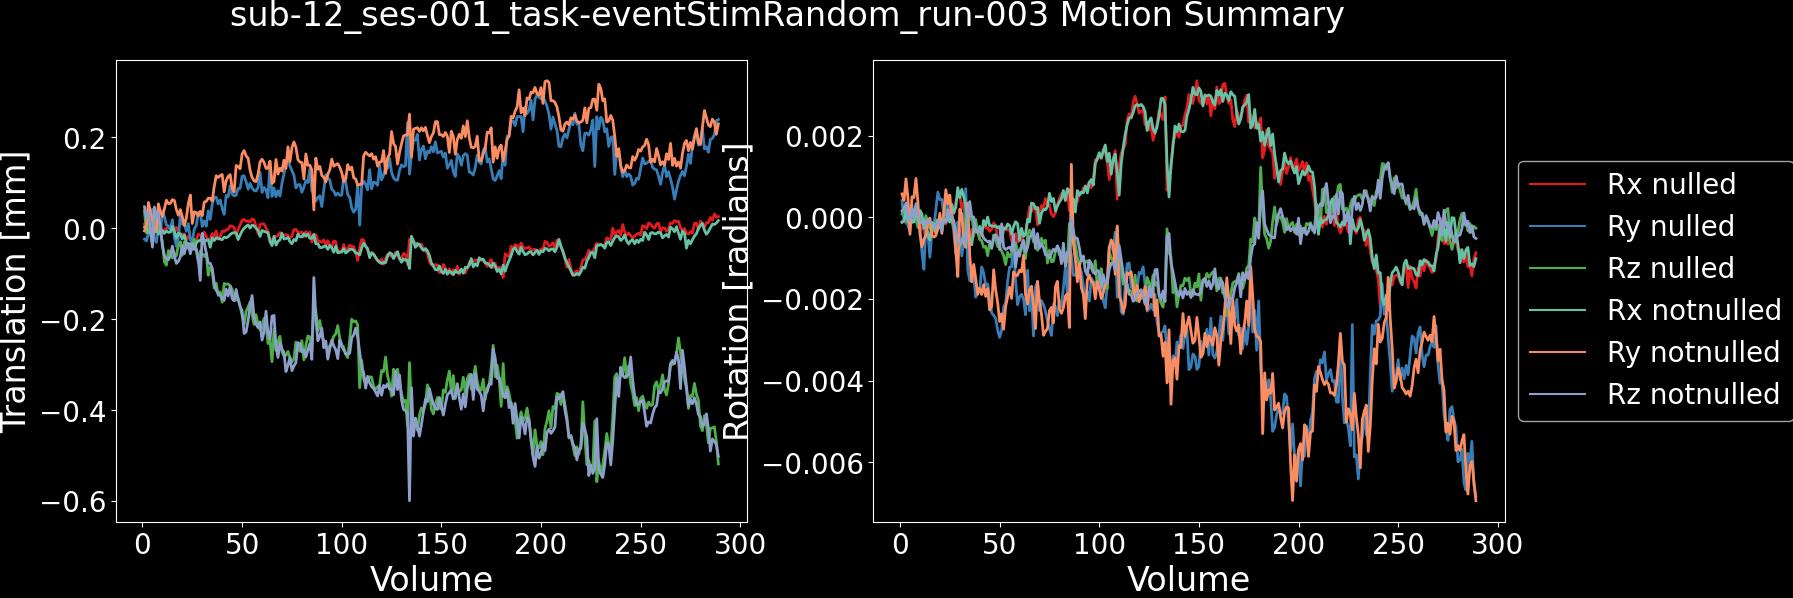 sub-12_ses-001_task-eventStimRandom_run-003 Motion Summary
Translation [mm]
0.2
0.0
−0.2
−0.4
−0.6
0 50 100 150 200 250 300
Volume
Rotation [radians]
0.002
0.000
−0.002
−0.004
−0.006
0 50 100 150 200 250 300
Volume
Rx nulled
Ry nulled
Rz nulled
Rx notnulled
Ry notnulled
Rz notnulled